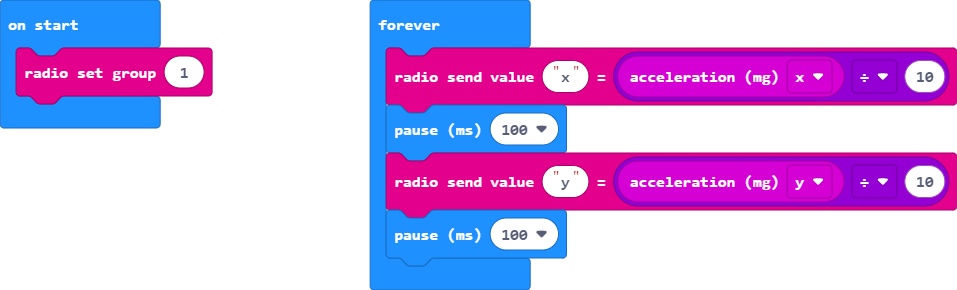 on start
radio set group 1
forever
radio send value "x" = acceleration (mg) x ÷ 10
pause (ms) 100
radio send value "y" = acceleration (mg) y ÷ 10
pause (ms) 100